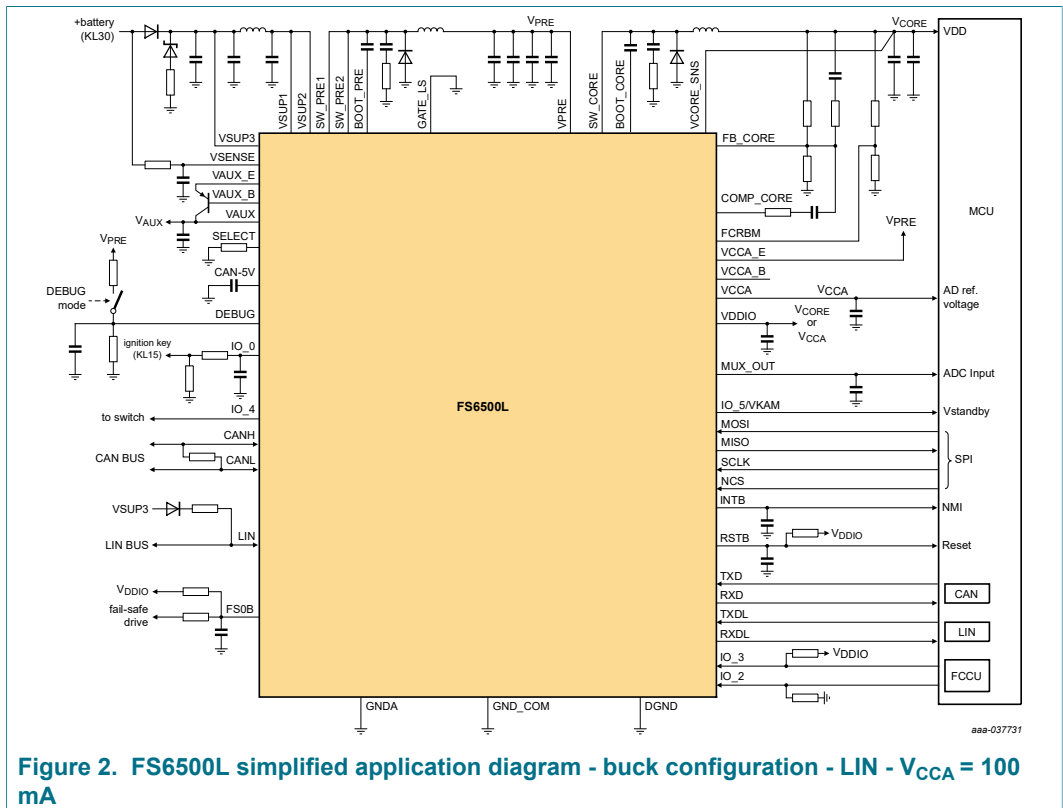 +battery
(KL30)
VPRE
VCORE
VDD
VSUP1
VSUP2
SW_PRE1
SW_PRE2
BOOT_PRE
GATE_LS
VPRE
SW_CORE
BOOT_CORE
VCORE_SNS
VSUP3
VSENSE
VAUX_E
VAUX_B
VAUX
VAUX
SELECT
VPRE
CAN-5V
DEBUG
mode
DEBUG
ignition key
(KL15)
IO_0
to switch
IO_4
CANH
CAN BUS
CANL
VSUP3
LIN
LIN BUS
VDDIO
fail-safe
drive
FS0B
FS6500L
FB_CORE
COMP_CORE
FCRBM
VPRE
VCCA_E
VCCA_B
VCCA
VCCA
VDDIO
VCORE
or
VCCA
MUX_OUT
IO_5/VKAM
MOSI
MISO
SCLK
NCS
INTB
RSTB
VDDIO
TXD
RXD
TXDL
RXDL
IO_3
VDDIO
IO_2
MCU
AD ref.
voltage
ADC Input
Vstandby
SPI
NMI
Reset
CAN
LIN
FCCU
GNDA
GND_COM
DGND
aaa-037731
Figure 2. FS6500L simplified application diagram - buck configuration - LIN - VCCA = 100
mA